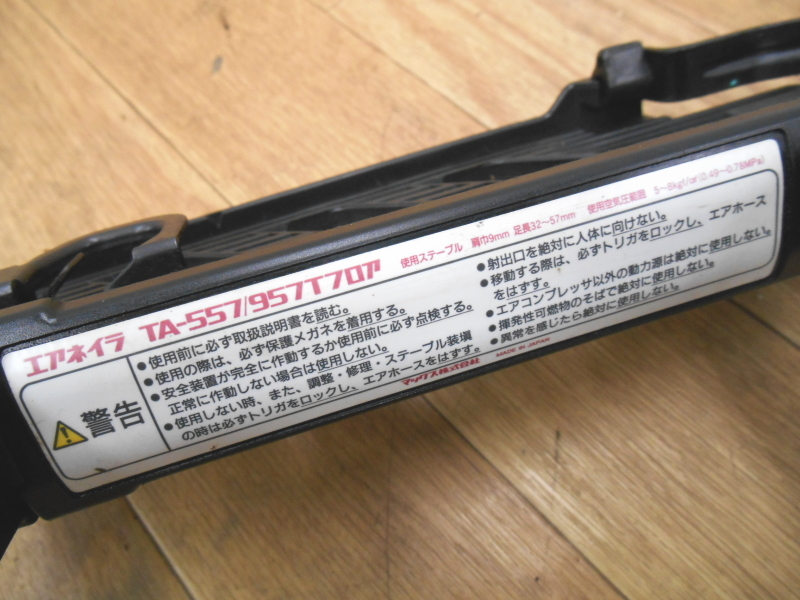 エアネイラ TA-557/957Tフロア 使用ステープル 肩巾9mm 足長32〜57mm 使用空気圧範囲 5〜8kgf/c㎡(0.49〜0.78MPa)
警告
●使用前に必ず取扱説明書を読む。
●使用の際は、必ず保護メガネを着用する。
●安全装置が完全に作動するか使用前に必ず点検する。
正常に作動しない場合は使用しない。
●使用しない時、また、調整・修理・ステープル装填
の時は必ずトリガをロックし、エアホースをはずす。
●射出口を絶対に人体に向けない。
●移動する際は、必ずトリガをロックし、エアホース
をはずす。
●エアコンプレッサ以外の動力源は絶対に使用しない。
●揮発性可燃物のそばで絶対に使用しない。
●異常を感じたら絶対に使用しない。
マックス株式会社 MADE IN JAPAN